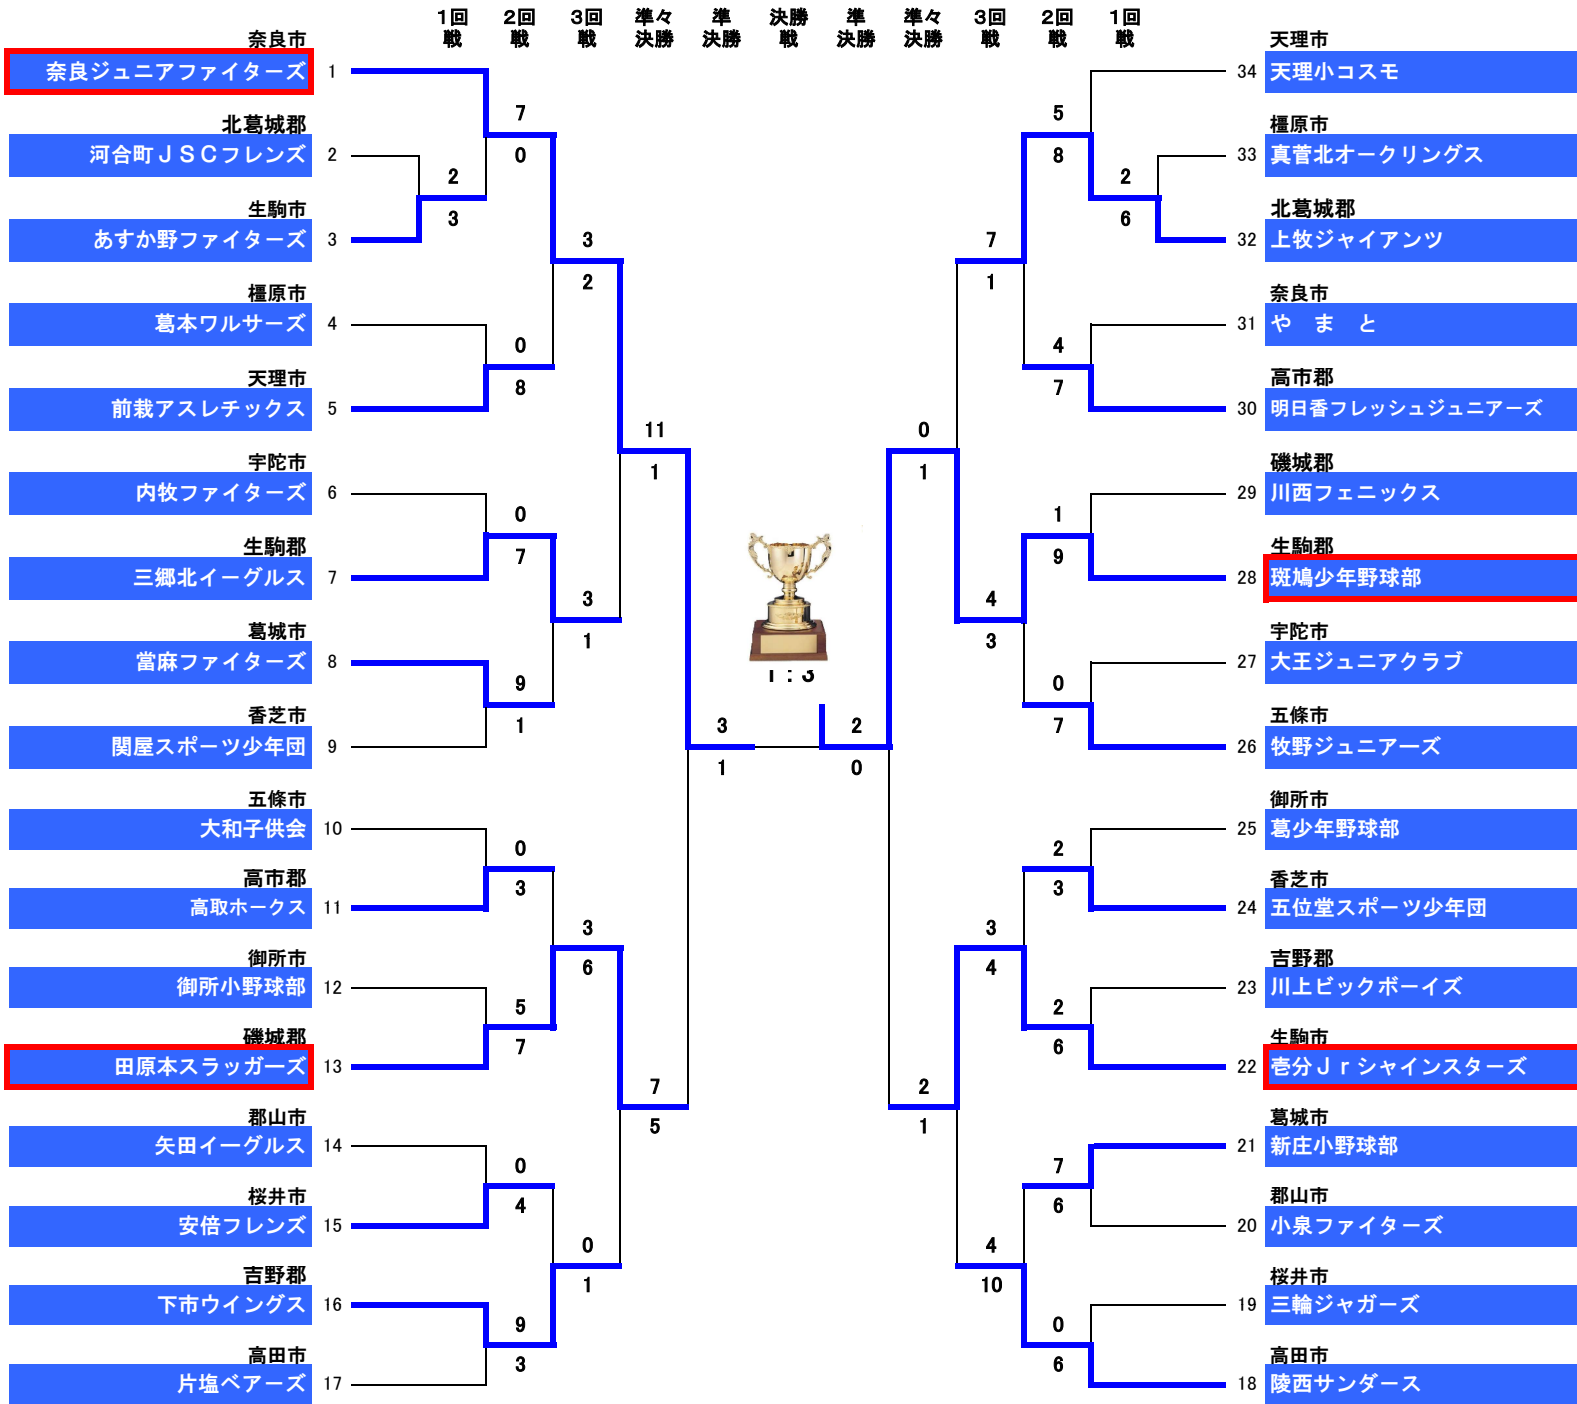 1回戦 2回戦 3回戦 準々決勝 準決勝 決勝戦 準決勝 準々決勝 3回戦 2回戦 1回戦
奈良市
奈良ジュニアファイターズ 1
北葛城郡
河合町ＪＳＣフレンズ 2
生駒市
あすか野ファイターズ 3
橿原市
葛本ワルサーズ 4
天理市
前栽アスレチックス 5
宇陀市
内牧ファイターズ 6
生駒郡
三郷北イーグルス 7
葛城市
當麻ファイターズ 8
香芝市
関屋スポーツ少年団 9
五條市
大和子供会 10
高市郡
高取ホークス 11
御所市
御所小野球部 12
磯城郡
田原本スラッガーズ 13
郡山市
矢田イーグルス 14
桜井市
安倍フレンズ 15
吉野郡
下市ウイングス 16
高田市
片塩ベアーズ 17
2
3
7
0
0
8
0
7
9
1
0
3
5
7
0
4
9
3
3
2
3
1
3
6
0
1
11
1
7
5
3
1
1：3
2
0
0
1
2
1
7
1
4
3
3
4
4
10
5
8
4
7
1
9
0
7
2
3
2
6
7
6
0
6
2
6
天理市
34 天理小コスモ
橿原市
33 真菅北オークリングス
北葛城郡
32 上牧ジャイアンツ
奈良市
31 や ま と
高市郡
30 明日香フレッシュジュニアーズ
磯城郡
29 川西フェニックス
生駒郡
28 斑鳩少年野球部
宇陀市
27 大王ジュニアクラブ
五條市
26 牧野ジュニアーズ
御所市
25 葛少年野球部
香芝市
24 五位堂スポーツ少年団
吉野郡
23 川上ビックボーイズ
生駒市
22 壱分Ｊｒシャインスターズ
葛城市
21 新庄小野球部
郡山市
20 小泉ファイターズ
桜井市
19 三輪ジャガーズ
高田市
18 陵西サンダース